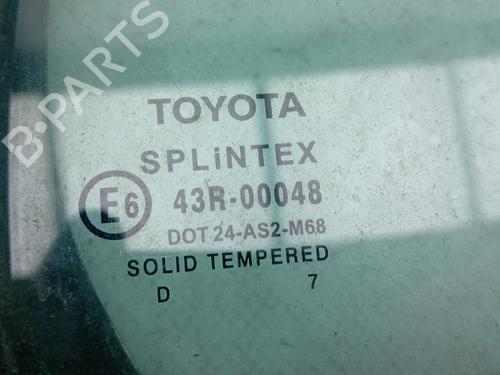 B-PARTS
TOYOTA
SPLiNTEX
E6 43R-00048
DOT 24-AS2-M68
SOLID TEMPERED
D 7